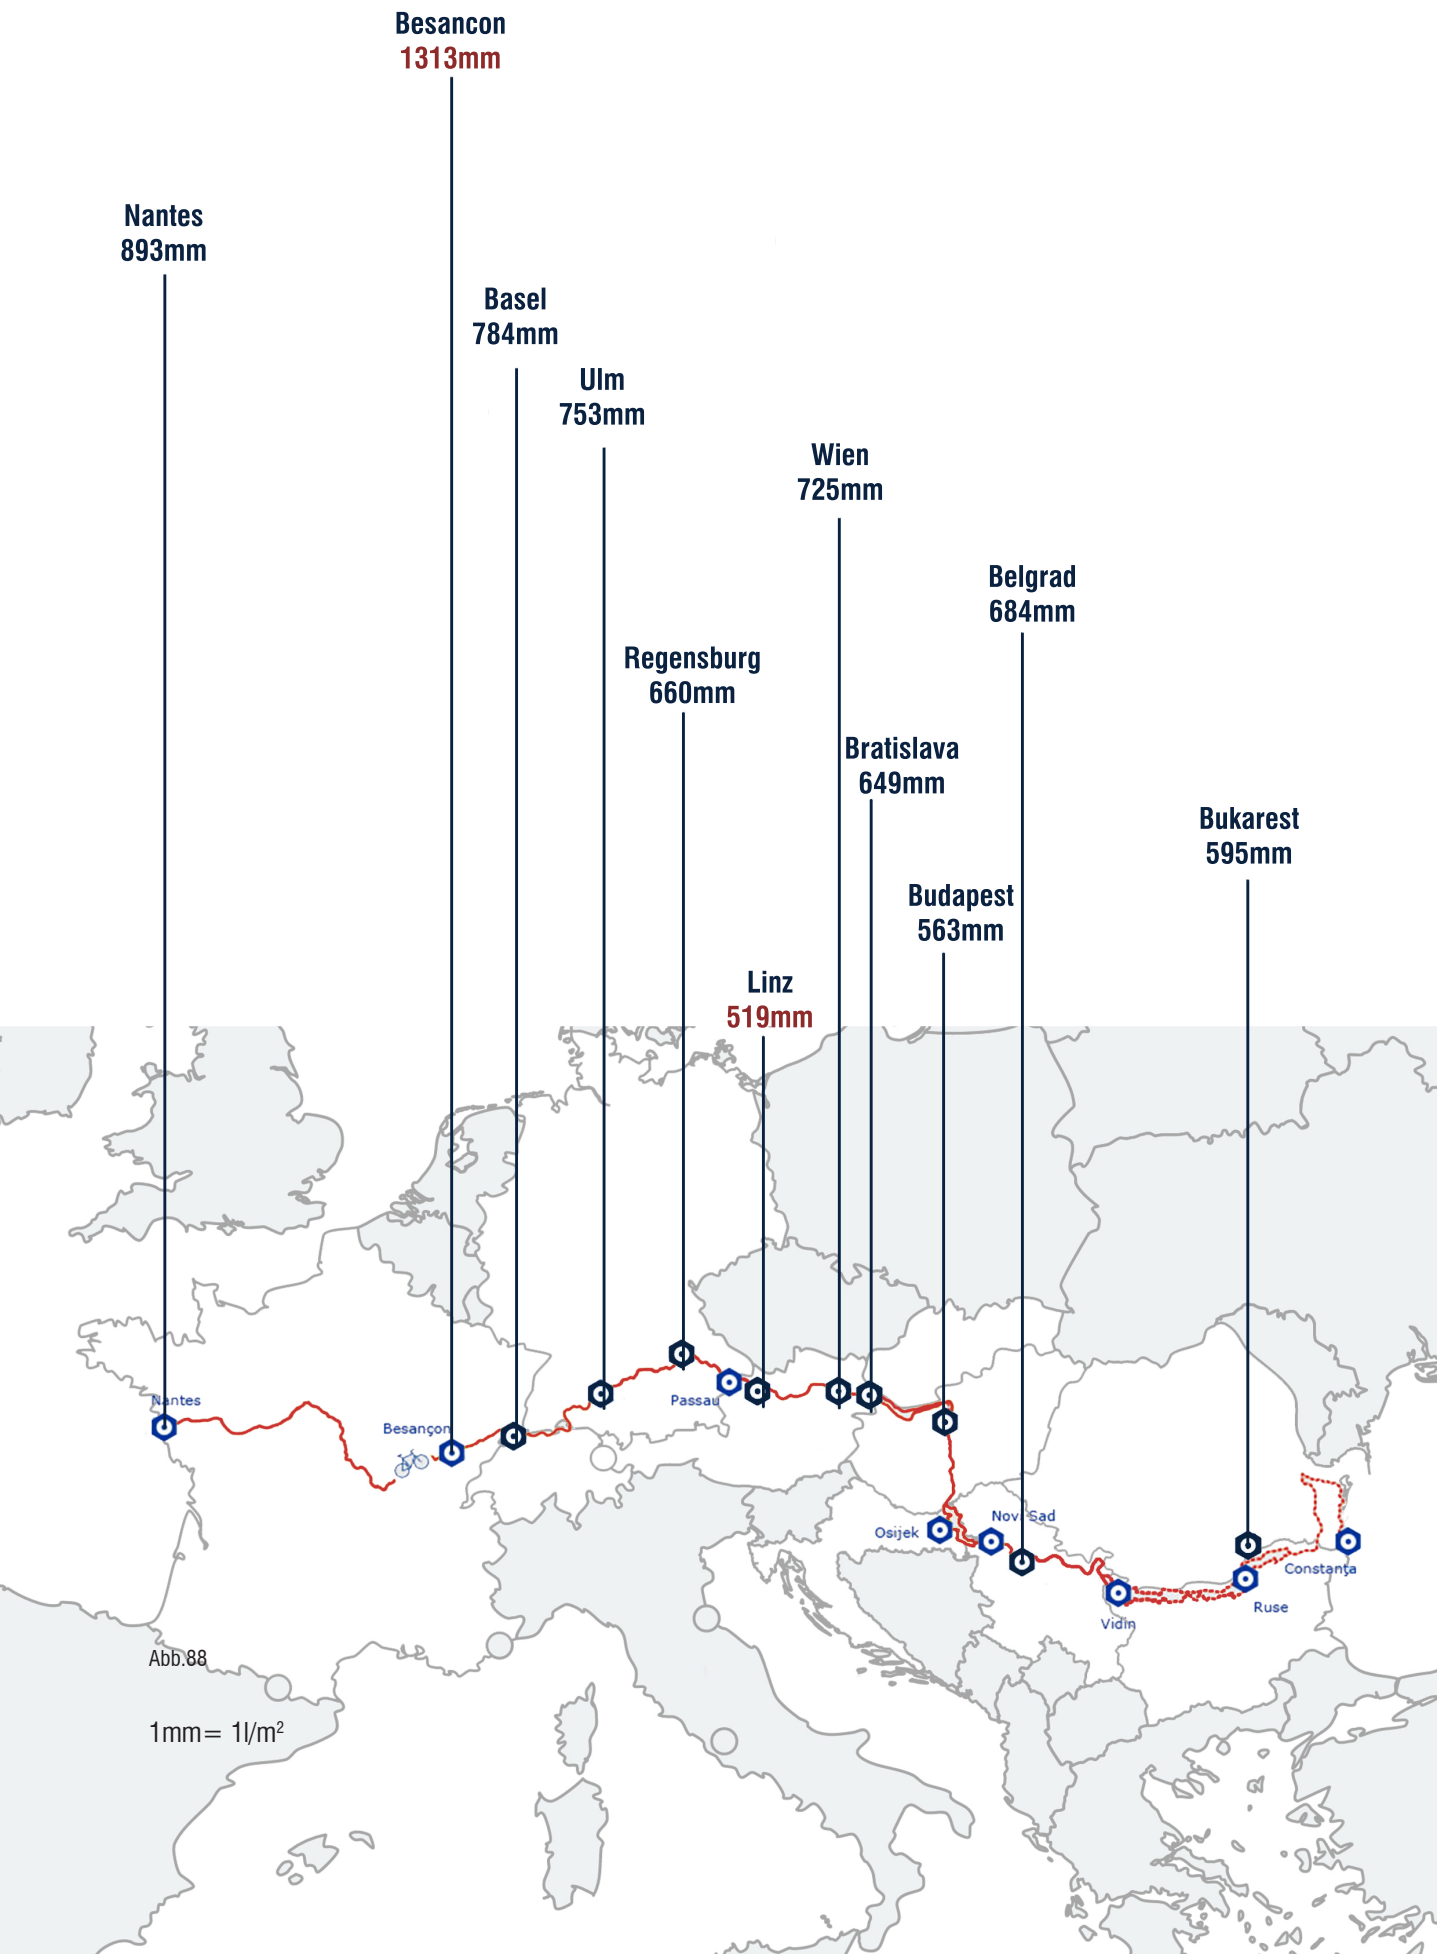 Besancon
1313mm
Nantes
893mm
Basel
784mm
Ulm
753mm
Wien
725mm
Belgrad
684mm
Regensburg
660mm
Bratislava
649mm
Bukarest
595mm
Budapest
563mm
Linz
519mm
Nantes
Besançon
Passau
Osijek
Novi Sad
Constanţa
Ruse
Vidin
Abb.88
1mm= 1l/m²